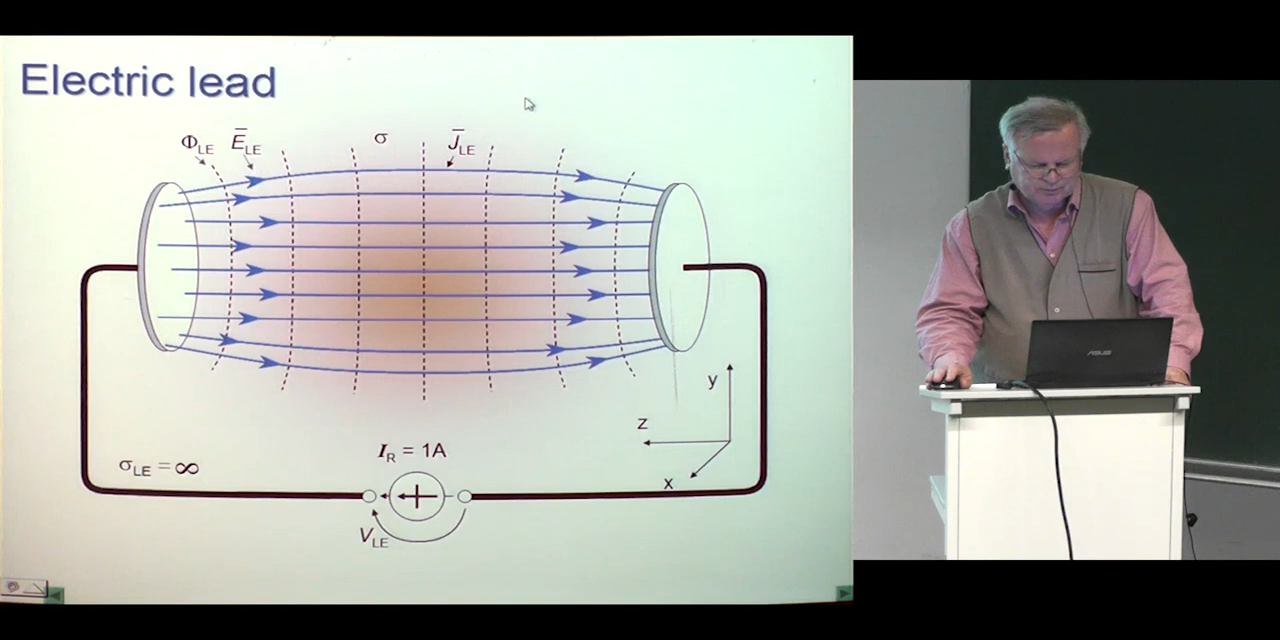 Electric lead
Φ_LE Ē_LE σ J̄_LE
y
z
x
I_R = 1A
σ_LE = ∞
V_LE
ASUS